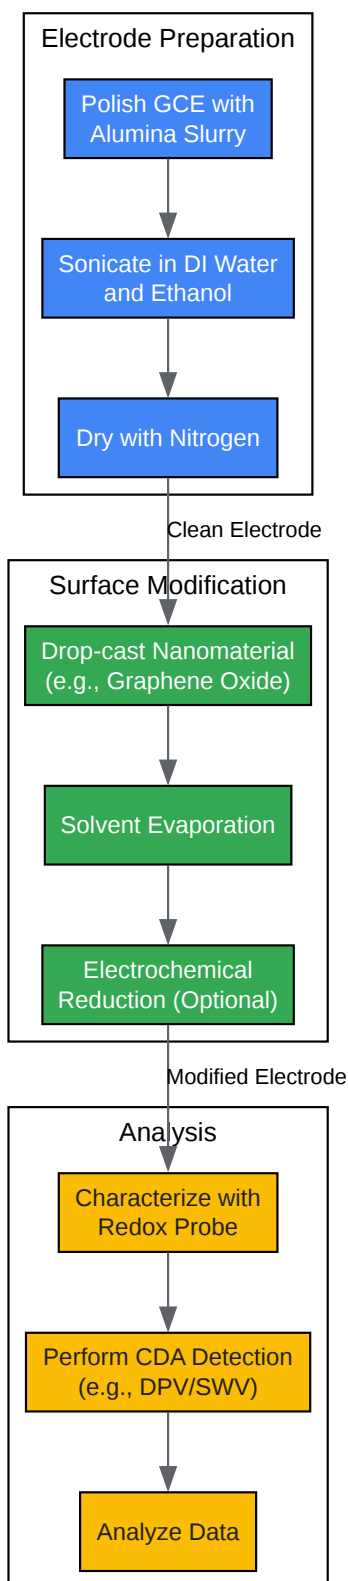 Electrode Preparation
Polish GCE with
Alumina Slurry
Sonicate in DI Water
and Ethanol
Dry with Nitrogen
Clean Electrode
Surface Modification
Drop-cast Nanomaterial
(e.g., Graphene Oxide)
Solvent Evaporation
Electrochemical
Reduction (Optional)
Modified Electrode
Analysis
Characterize with
Redox Probe
Perform CDA Detection
(e.g., DPV/SWV)
Analyze Data